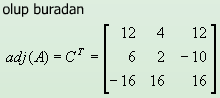 olup buradan
adj(A) = C^T = [ 12 4 12
6 2 -10
-16 16 16 ]